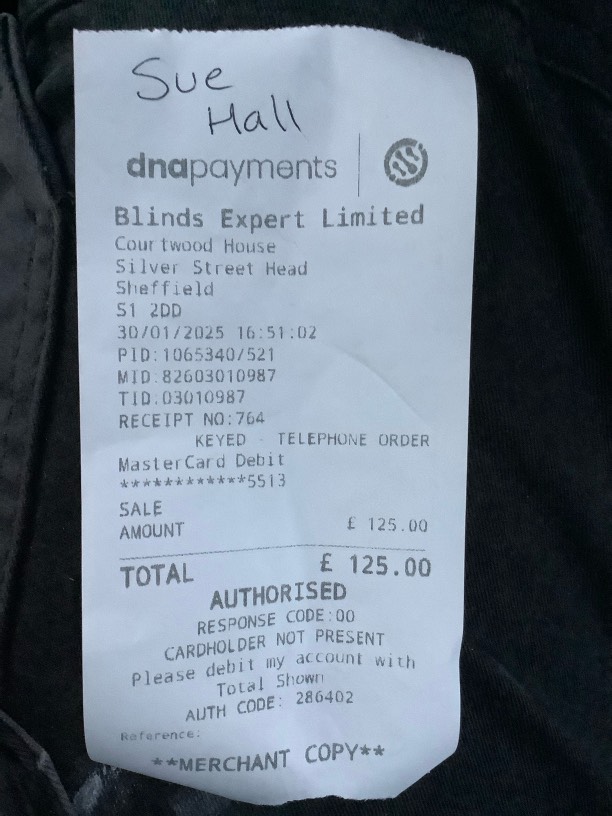 Sue
Hall
dnapayments
Blinds Expert Limited
Courtwood House
Silver Street Head
Sheffield
S1 2DD
30/01/2025 16:51:02
PID:1065340/521
MID:82603010987
TID:03010987
RECEIPT NO:764
KEYED - TELEPHONE ORDER
MasterCard Debit
************5513
SALE
AMOUNT £ 125.00
TOTAL £ 125.00
AUTHORISED
RESPONSE CODE:00
CARDHOLDER NOT PRESENT
Please debit my account with
Total Shown
AUTH CODE: 286402
Reference:
**MERCHANT COPY**